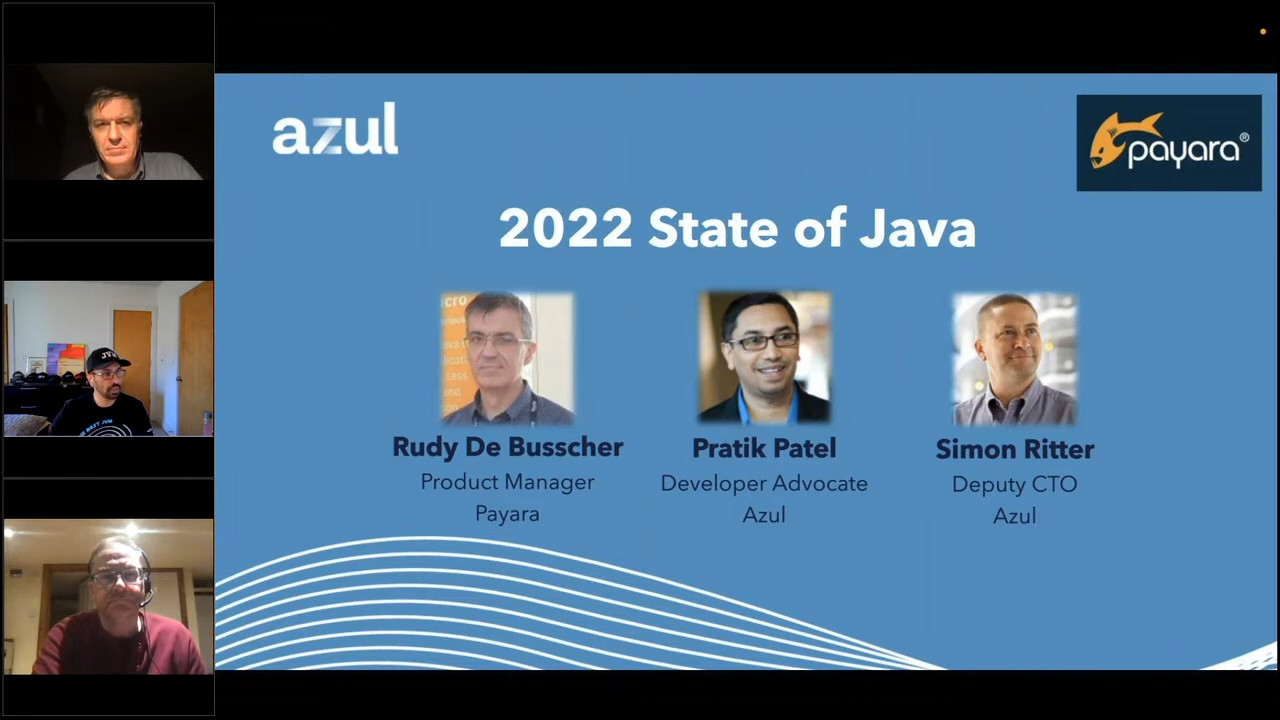 azul
payara®
2022 State of Java
Rudy De Busscher
Product Manager
Payara
Pratik Patel
Developer Advocate
Azul
Simon Ritter
Deputy CTO
Azul